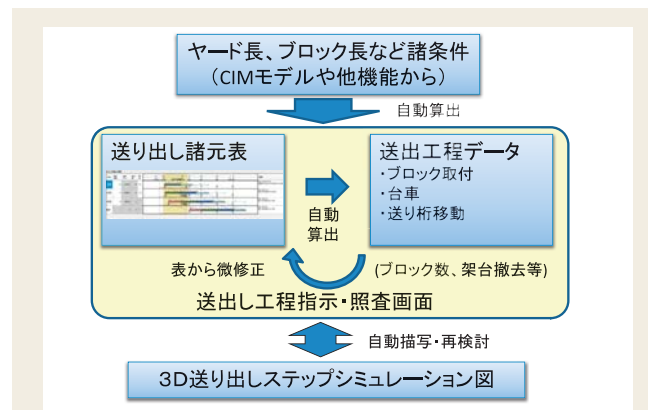 ヤード長、ブロック長など諸条件
（CIMモデルや他機能から）
自動算出
送り出し諸元表
送出工程データ
・ブロック取付
・台車
・送り桁移動
自動
算出
表から微修正
(ブロック数、架台撤去等)
送出し工程指示・照査画面
自動描写・再検討
3D送り出しステップシミュレーション図